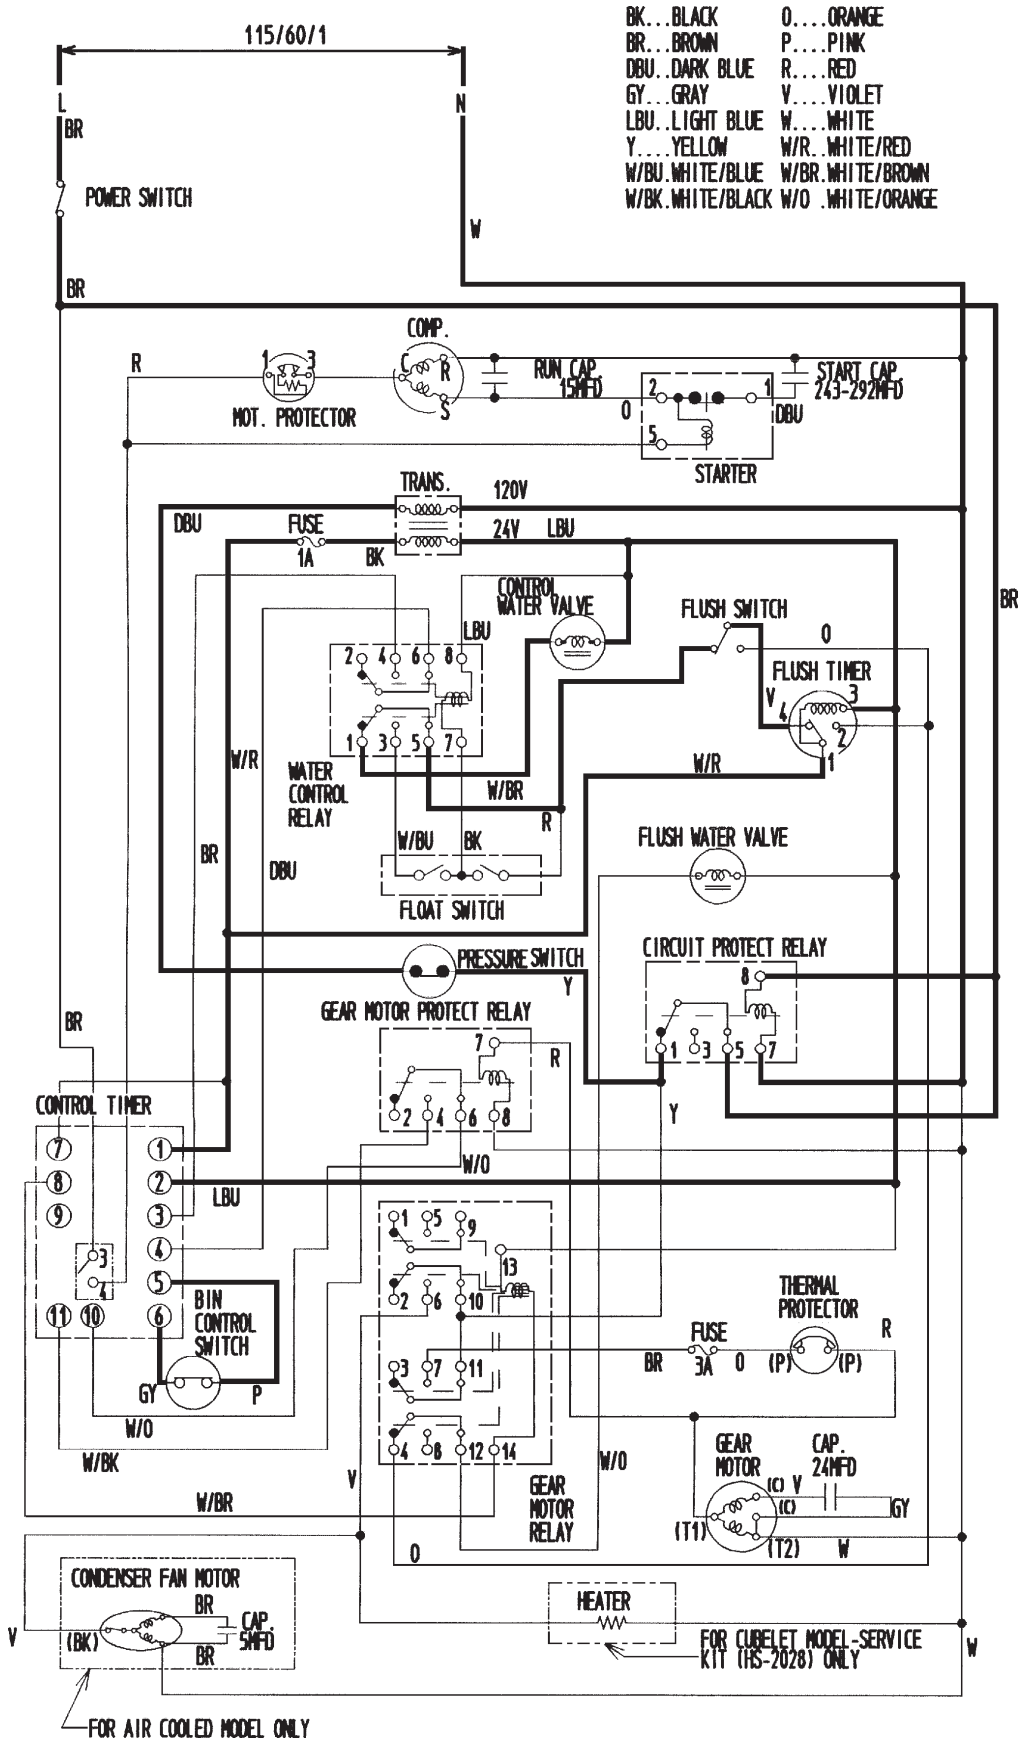 115/60/1
BK...BLACK O....ORANGE
BR...BROWN P....PINK
DBU..DARK BLUE R....RED
GY...GRAY V....VIOLET
LBU..LIGHT BLUE W....WHITE
Y....YELLOW W/R..WHITE/RED
W/BU.WHITE/BLUE W/BR.WHITE/BROWN
W/BK.WHITE/BLACK W/O .WHITE/ORANGE
L
N
BR
POWER SWITCH
W
BR
COMP.
R
1 3
C
R
S
MOT. PROTECTOR
RUN CAP.
15MFD
START CAP.
243-292MFD
O
2 1
5
DBU
STARTER
TRANS.
120V
DBU
FUSE
1A
BK
24V
LBU
CONTROL
WATER VALVE
BR
FLUSH SWITCH
O
LBU
2 4 6 8
1 3 5 7
FLUSH TIMER
V
4
3
2
1
W/R
W/R
WATER
CONTROL
RELAY
W/BR
R
W/BU
BK
FLUSH WATER VALVE
BR
DBU
FLOAT SWITCH
PRESSURE SWITCH
Y
CIRCUIT PROTECT RELAY
8
1 3 5 7
BR
GEAR MOTOR PROTECT RELAY
7
R
2 4 6 8
Y
CONTROL TIMER
7 1
8 2
9 3
4
3
4
5
11 10 6
W/O
LBU
1 5 9
13
2 6 10
3 7 11
4 8 12 14
BIN
CONTROL
SWITCH
GY
P
THERMAL
PROTECTOR
FUSE
3A
BR
O
(P) (P)
R
W/O
W/BK
W/BR
V
GEAR
MOTOR
RELAY
W/O
GEAR
MOTOR
CAP.
24MFD
(C) V
(C)
GY
(T1)
(T2)
W
O
CONDENSER FAN MOTOR
BR
CAP.
5MFD
(BK)
BR
V
HEATER
FOR CUBELET MODEL-SERVICE
KIT (HS-2028) ONLY
W
FOR AIR COOLED MODEL ONLY